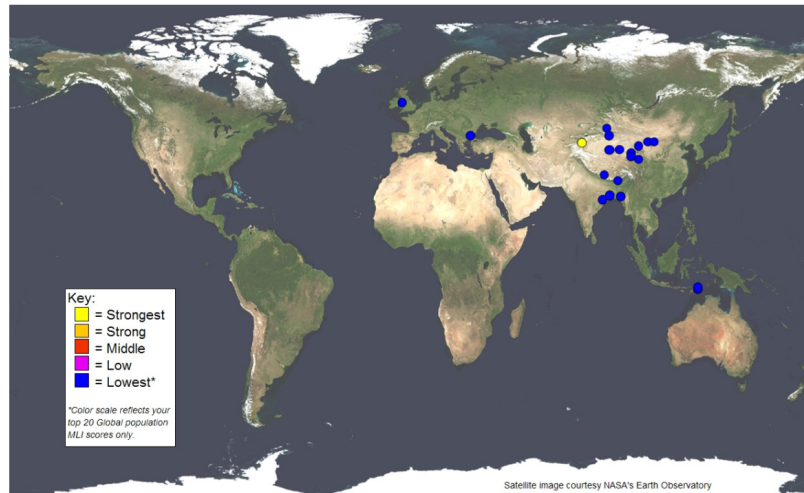 Key:
= Strongest
= Strong
= Middle
= Low
= Lowest*
*Color scale reflects your
top 20 Global population
MLI scores only.
Satellite image courtesy NASA's Earth Observatory